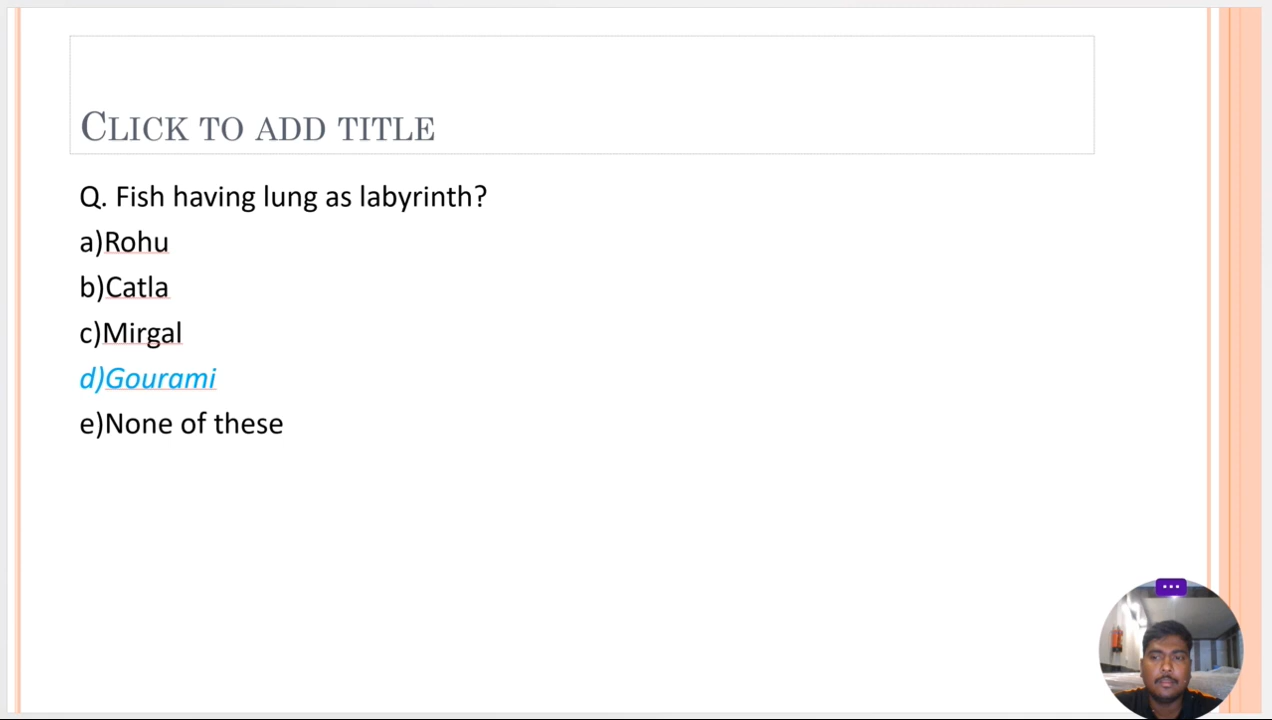 CLICK TO ADD TITLE
Q. Fish having lung as labyrinth?
a)Rohu
b)Catla
c)Mirgal
d)Gourami
e)None of these